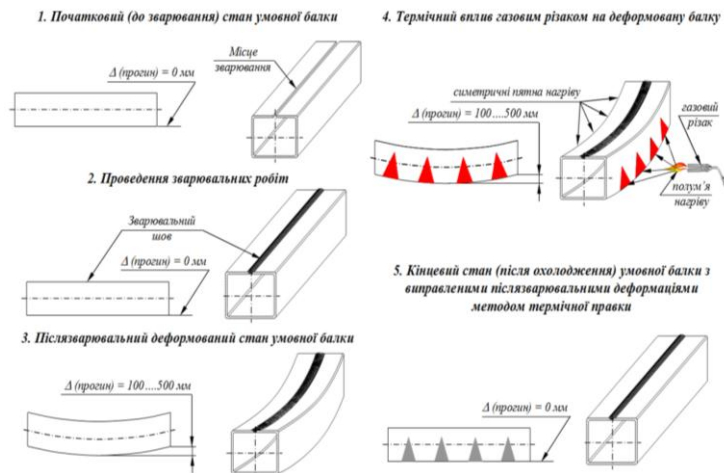 1. Початковий (до зварювання) стан умовної балки
Місце
зварювання
Δ (прогин) = 0 мм
2. Проведення зварювальних робіт
Зварювальний
шов
Δ (прогин) = 0 мм
3. Післязварювальний деформований стан умовної балки
Δ (прогин) = 100....500 мм
4. Термічний вплив газовим різаком на деформовану балку
симетричні пятна нагріву
Δ (прогин) = 100....500 мм
газовий
різак
полум'я
нагріву
5. Кінцевий стан (після охолодження) умовної балки з
виправленими післязварювальними деформаціями
методом термічної правки
Δ (прогин) = 0 мм